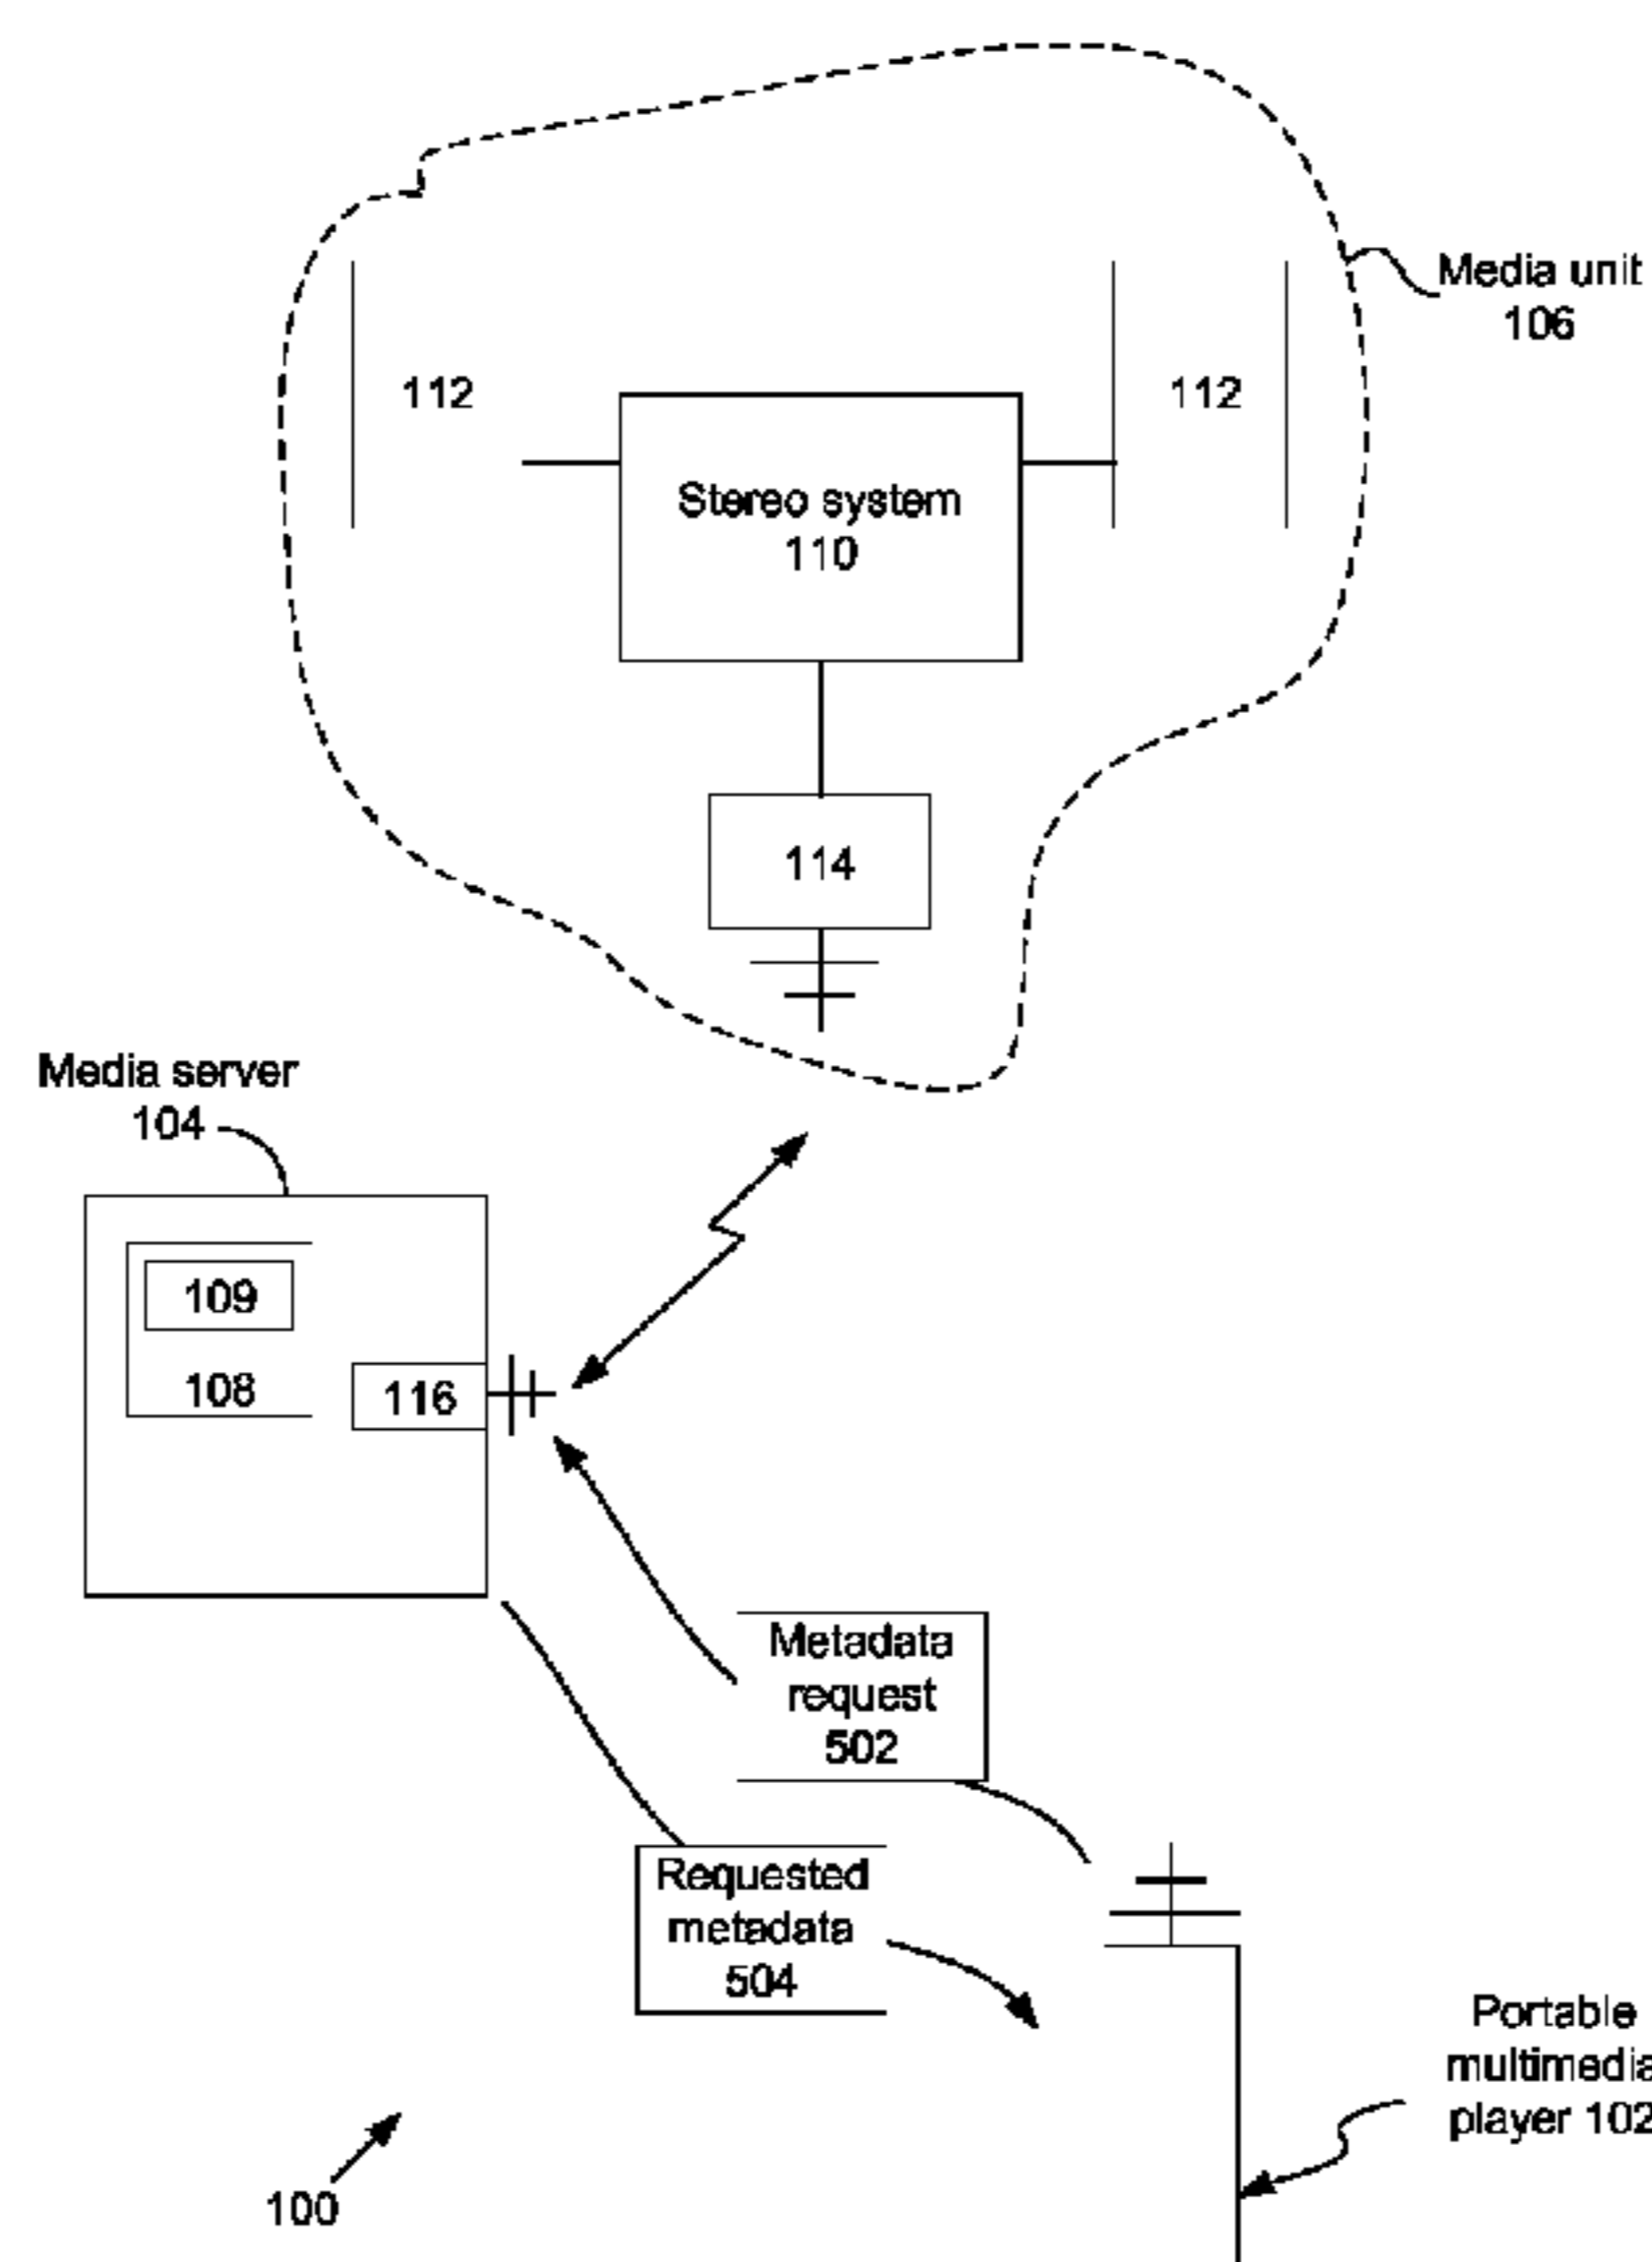 Media unit
106
112
112
Stereo system
110
114
Media server
104
109
108
116
Metadata
request
502
Requested
metadata
504
Portable
multimedia
player 102
100